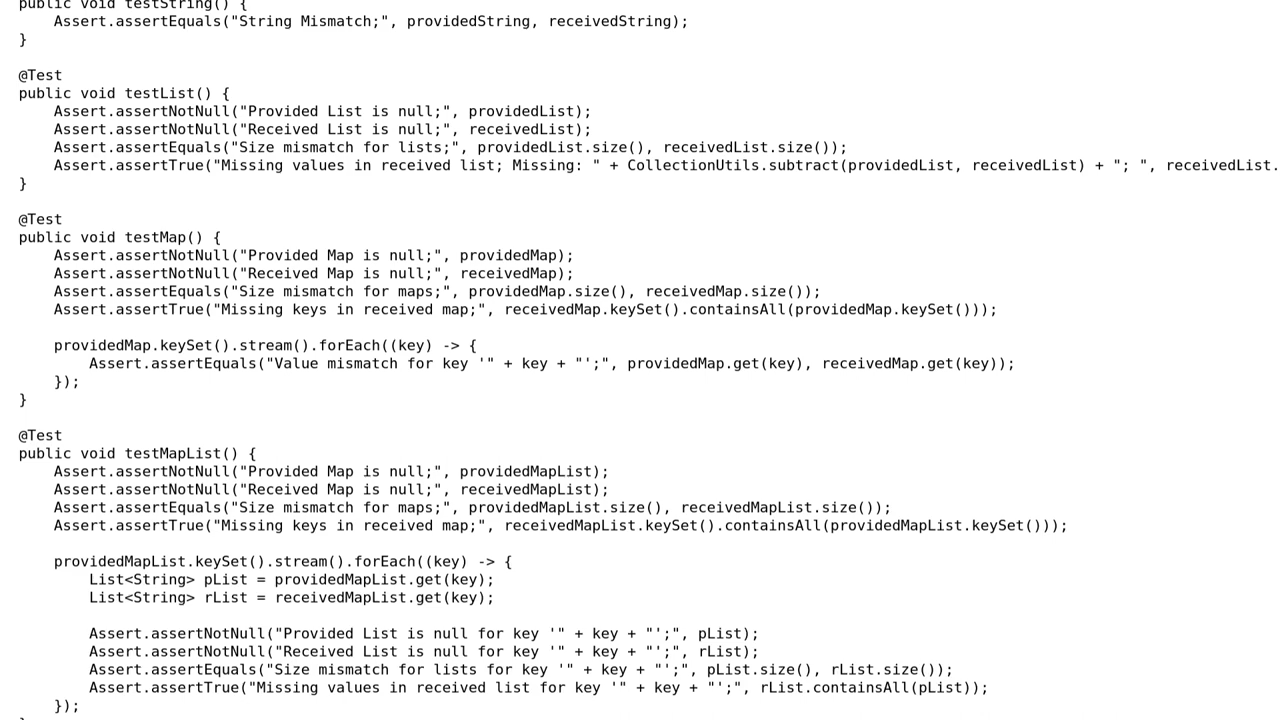 public void testString() {
    Assert.assertEquals("String Mismatch;", providedString, receivedString);
}

@Test
public void testList() {
    Assert.assertNotNull("Provided List is null;", providedList);
    Assert.assertNotNull("Received List is null;", receivedList);
    Assert.assertEquals("Size mismatch for lists;", providedList.size(), receivedList.size());
    Assert.assertTrue("Missing values in received list; Missing: " + CollectionUtils.subtract(providedList, receivedList) + "; ", receivedList.
}

@Test
public void testMap() {
    Assert.assertNotNull("Provided Map is null;", providedMap);
    Assert.assertNotNull("Received Map is null;", receivedMap);
    Assert.assertEquals("Size mismatch for maps;", providedMap.size(), receivedMap.size());
    Assert.assertTrue("Missing keys in received map;", receivedMap.keySet().containsAll(providedMap.keySet()));

    providedMap.keySet().stream().forEach((key) -> {
        Assert.assertEquals("Value mismatch for key '" + key + "';", providedMap.get(key), receivedMap.get(key));
    });
}

@Test
public void testMapList() {
    Assert.assertNotNull("Provided Map is null;", providedMapList);
    Assert.assertNotNull("Received Map is null;", receivedMapList);
    Assert.assertEquals("Size mismatch for maps;", providedMapList.size(), receivedMapList.size());
    Assert.assertTrue("Missing keys in received map;", receivedMapList.keySet().containsAll(providedMapList.keySet()));

    providedMapList.keySet().stream().forEach((key) -> {
        List<String> pList = providedMapList.get(key);
        List<String> rList = receivedMapList.get(key);

        Assert.assertNotNull("Provided List is null for key '" + key + "';", pList);
        Assert.assertNotNull("Received List is null for key '" + key + "';", rList);
        Assert.assertEquals("Size mismatch for lists for key '" + key + "';", pList.size(), rList.size());
        Assert.assertTrue("Missing values in received list for key '" + key + "';", rList.containsAll(pList));
    });
}